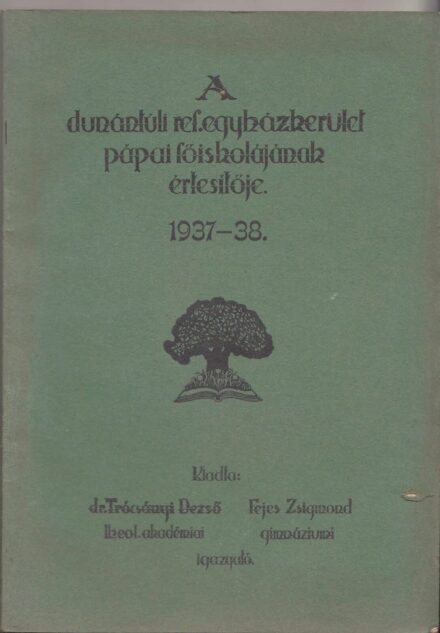 A
dunántúli ref. egyházkerület
pápai főiskolájának
értesítője.
1937–38.
Kiadta:
dr. Trócsányi Dezső Fejes Zsigmond
theol. akadémiai gimnáziumi
igazgató.